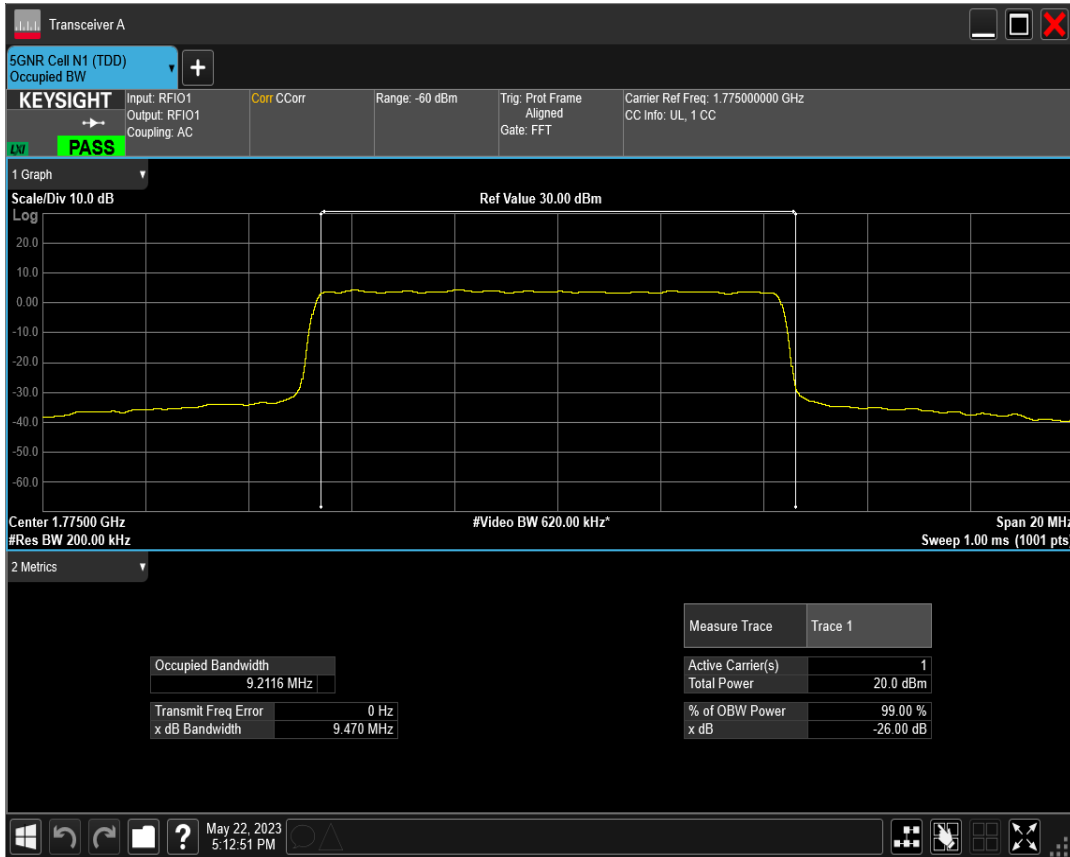 Transceiver A
5GNR Cell N1 (TDD)
Occupied BW
+
KEYSIGHT
LXI
PASS
Input: RFIO1
Output: RFIO1
Coupling: AC
Corr CCorr
Range: -60 dBm
Trig: Prot Frame
Aligned
Gate: FFT
Carrier Ref Freq: 1.775000000 GHz
CC Info: UL, 1 CC
1 Graph
Scale/Div 10.0 dB
Ref Value 30.00 dBm
Log
20.0
10.0
0.00
-10.0
-20.0
-30.0
-40.0
-50.0
-60.0
Center 1.77500 GHz
#Video BW 620.00 kHz*
Span 20 MHz
#Res BW 200.00 kHz
Sweep 1.00 ms (1001 pts)
2 Metrics
Measure Trace Trace 1
Occupied Bandwidth
9.2116 MHz
Active Carrier(s) 1
Total Power 20.0 dBm
Transmit Freq Error 0 Hz
x dB Bandwidth 9.470 MHz
% of OBW Power 99.00 %
x dB -26.00 dB
?
May 22, 2023
5:12:51 PM